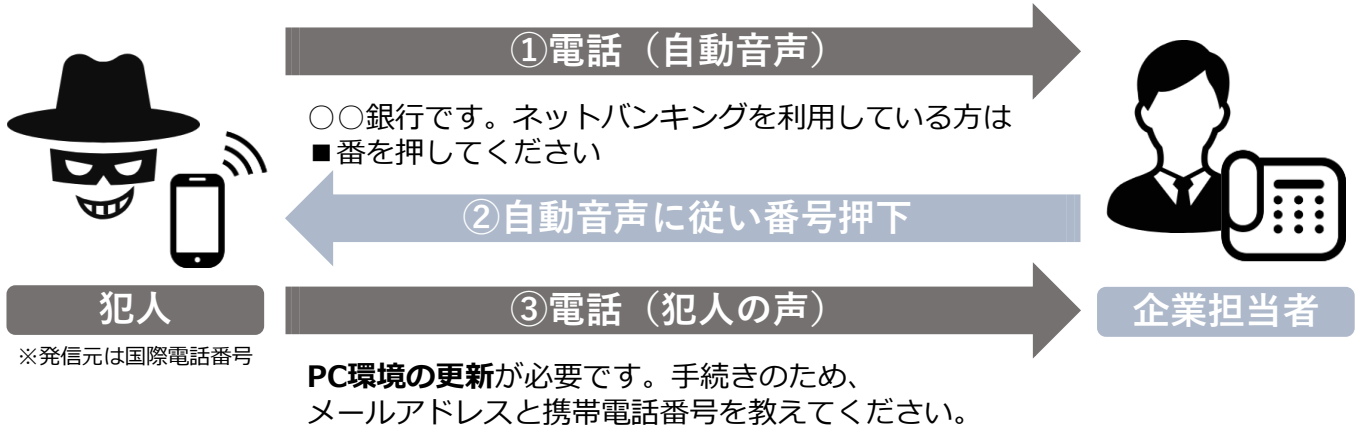 ①電話（自動音声）
○○銀行です。ネットバンキングを利用している方は
■番を押してください
②自動音声に従い番号押下
③電話（犯人の声）
犯人
企業担当者
※発信元は国際電話番号
PC環境の更新が必要です。手続きのため、
メールアドレスと携帯電話番号を教えてください。